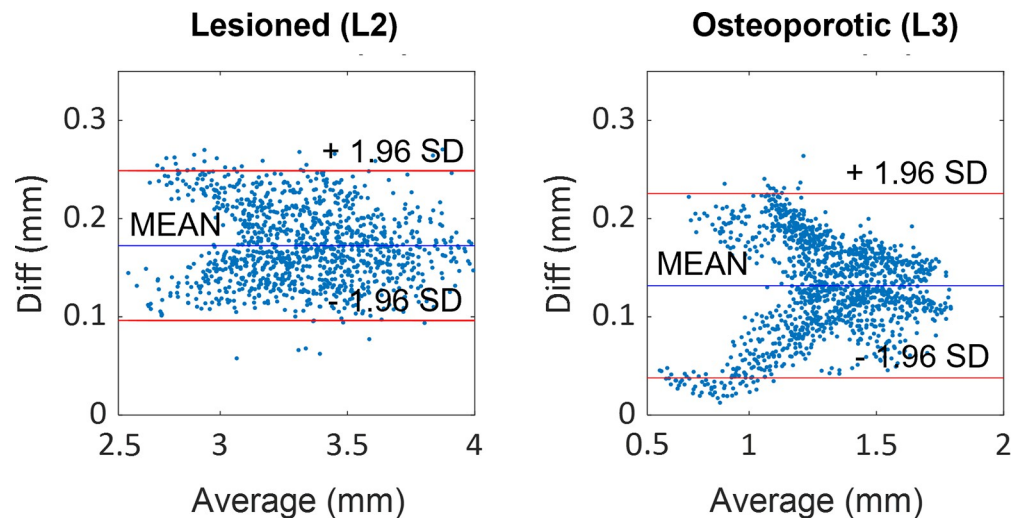 Lesioned (L2)
0.3
0.2
0.1
0
+ 1.96 SD
MEAN
- 1.96 SD
2.5 3 3.5 4
Diff (mm)
Average (mm)
Osteoporotic (L3)
0.3
0.2
0.1
0
+ 1.96 SD
MEAN
- 1.96 SD
0.5 1 1.5 2
Diff (mm)
Average (mm)